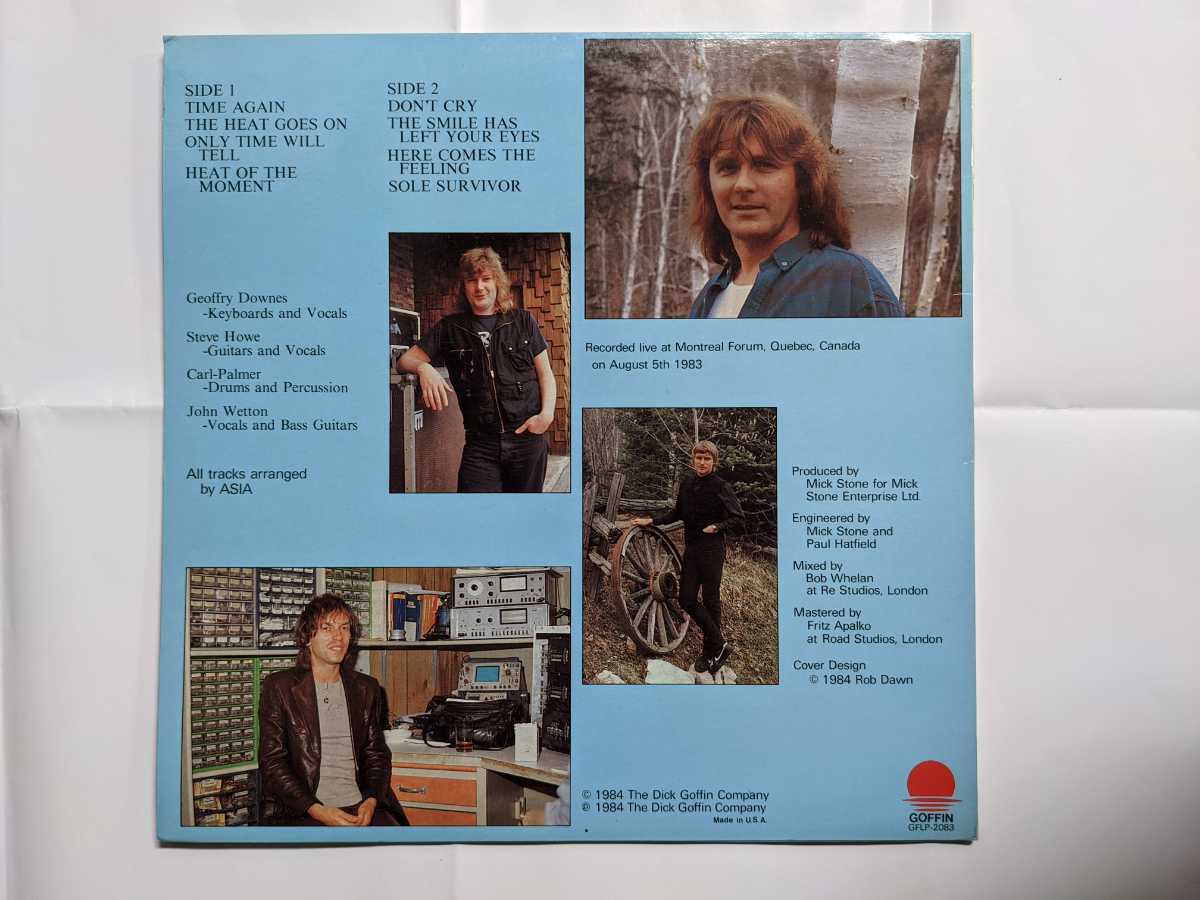 SIDE 1
TIME AGAIN
THE HEAT GOES ON
ONLY TIME WILL
TELL
HEAT OF THE
MOMENT
SIDE 2
DON'T CRY
THE SMILE HAS
LEFT YOUR EYES
HERE COMES THE
FEELING
SOLE SURVIVOR
Geoffry Downes
-Keyboards and Vocals
Steve Howe
-Guitars and Vocals
Carl-Palmer
-Drums and Percussion
John Wetton
-Vocals and Bass Guitars
All tracks arranged
by ASIA
Recorded live at Montreal Forum, Quebec, Canada
on August 5th 1983
Produced by
Mick Stone for Mick
Stone Enterprise Ltd.
Engineered by
Mick Stone and
Paul Hatfield
Mixed by
Bob Whelan
at Re Studios, London
Mastered by
Fritz Apalko
at Road Studios, London
Cover Design
© 1984 Rob Dawn
© 1984 The Dick Goffin Company
℗ 1984 The Dick Goffin Company
Made in U.S.A.
GOFFIN
GFLP-2083